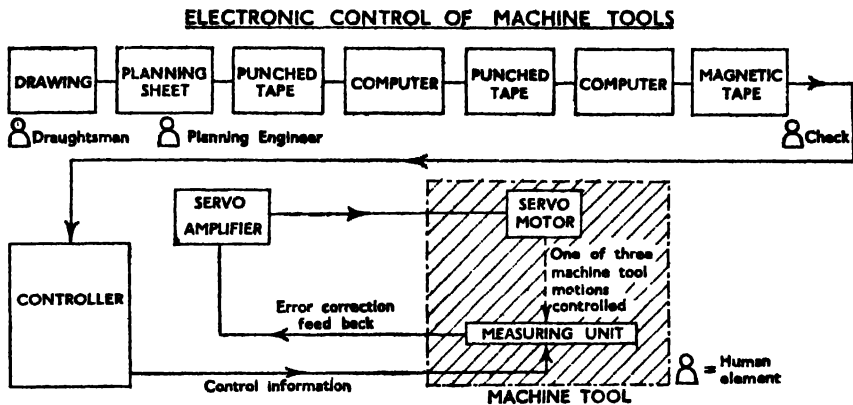 ELECTRONIC CONTROL OF MACHINE TOOLS
DRAWING
PLANNING
SHEET
PUNCHED
TAPE
COMPUTER
PUNCHED
TAPE
COMPUTER
MAGNETIC
TAPE
Draughtsman
Planning Engineer
Check
SERVO
AMPLIFIER
SERVO
MOTOR
One of three
machine tool
motions
controlled
CONTROLLER
Error correction
feed back
MEASURING UNIT
Control information
MACHINE TOOL
= Human
element